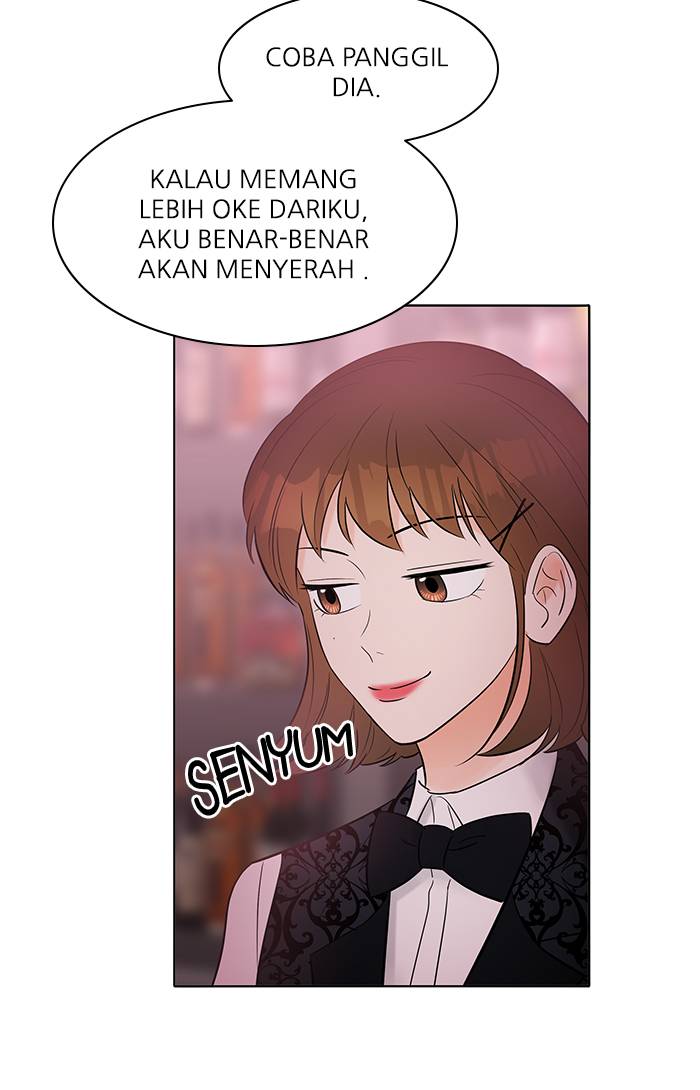 COBA PANGGIL
DIA.
KALAU MEMANG
LEBIH OKE DARIKU,
AKU BENAR-BENAR
AKAN MENYERAH .
SENYUM